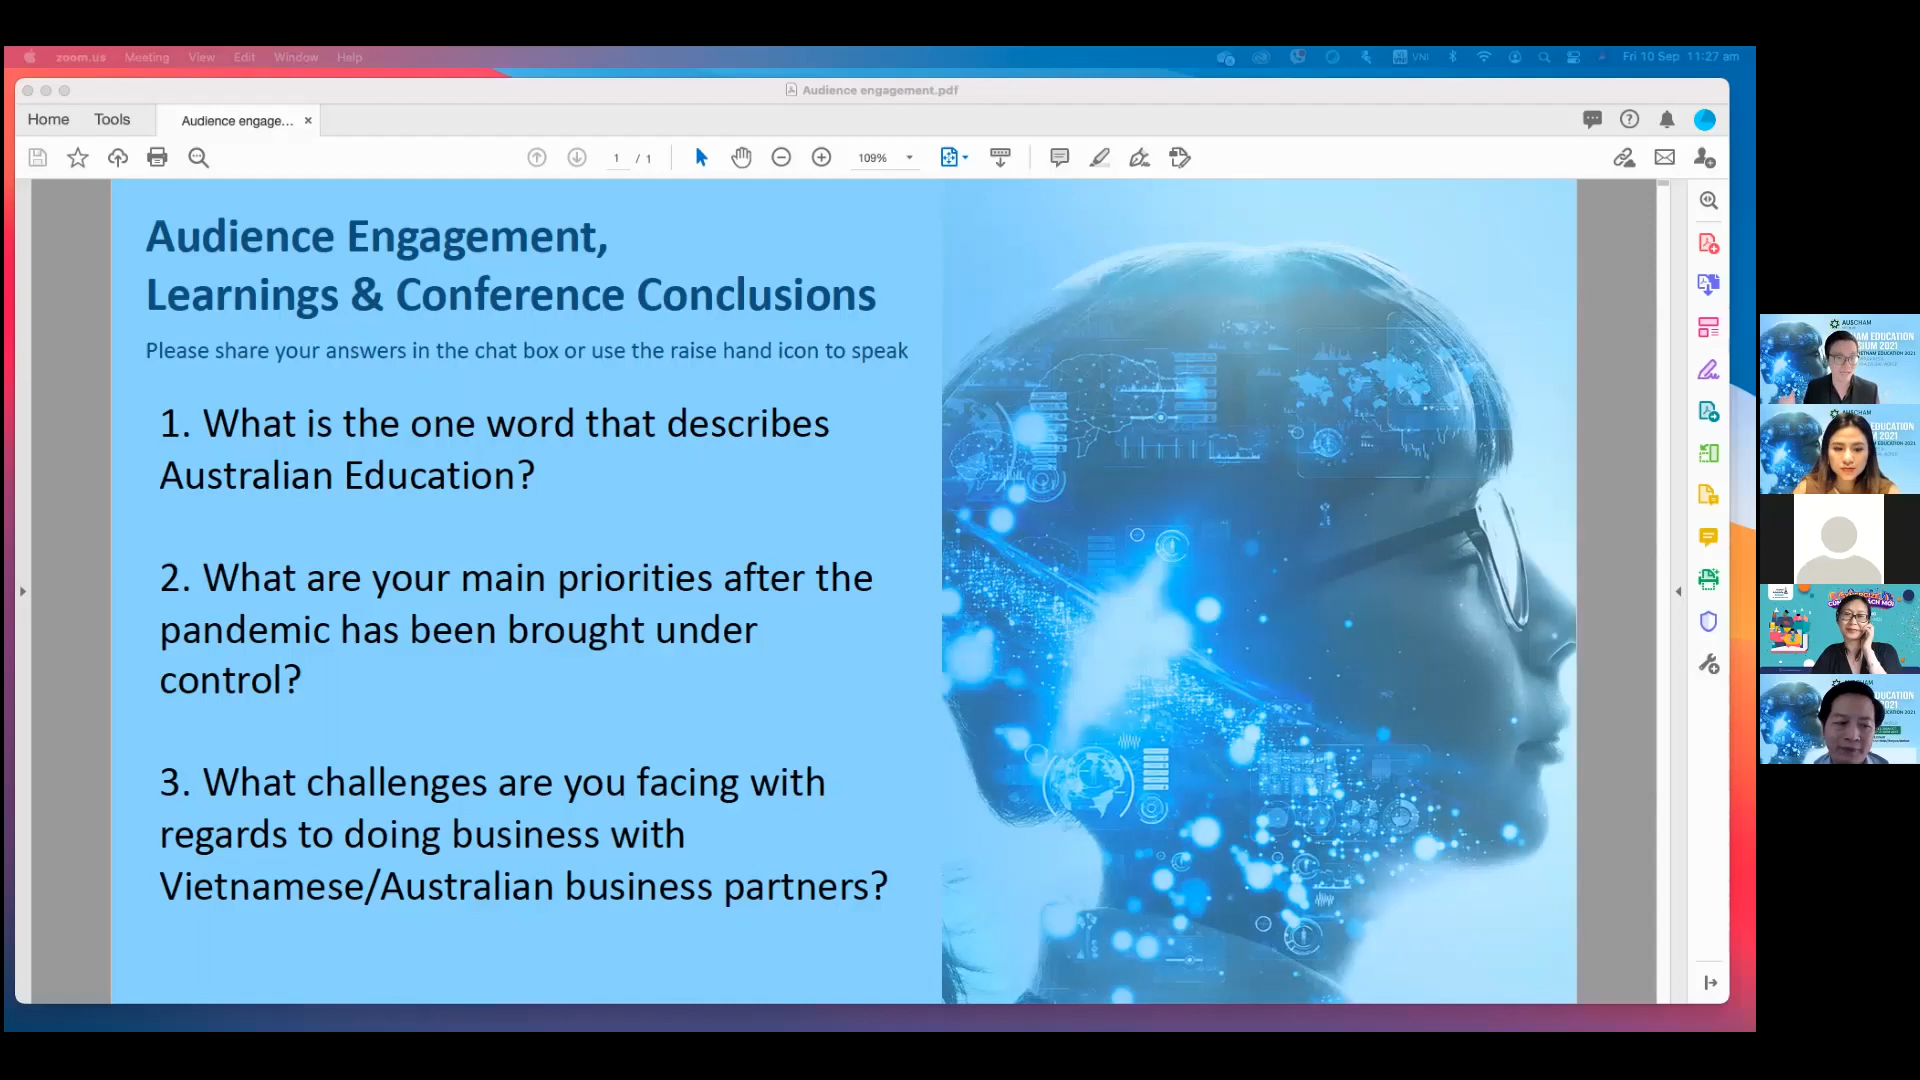 zoom.us Meeting View Edit Window Help
VNI Fri 10 Sep 11:27 am
Audience engagement.pdf
Home Tools Audience engage... ×
1 / 1 109%
Audience Engagement,
Learnings & Conference Conclusions
Please share your answers in the chat box or use the raise hand icon to speak
1. What is the one word that describes
Australian Education?
2. What are your main priorities after the
pandemic has been brought under
control?
3. What challenges are you facing with
regards to doing business with
Vietnamese/Australian business partners?
AUSCHAM